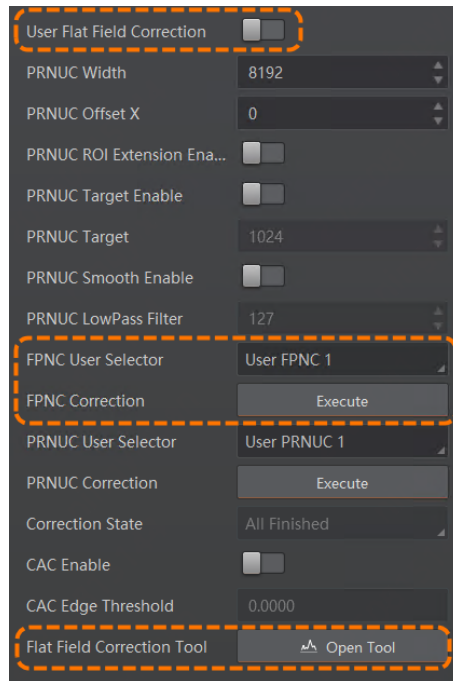 User Flat Field Correction
PRNUC Width 8192
PRNUC Offset X 0
PRNUC ROI Extension Ena...
PRNUC Target Enable
PRNUC Target 1024
PRNUC Smooth Enable
PRNUC LowPass Filter 127
FPNC User Selector User FPNC 1
FPNC Correction Execute
PRNUC User Selector User PRNUC 1
PRNUC Correction Execute
Correction State All Finished
CAC Enable
CAC Edge Threshold 0.0000
Flat Field Correction Tool Open Tool